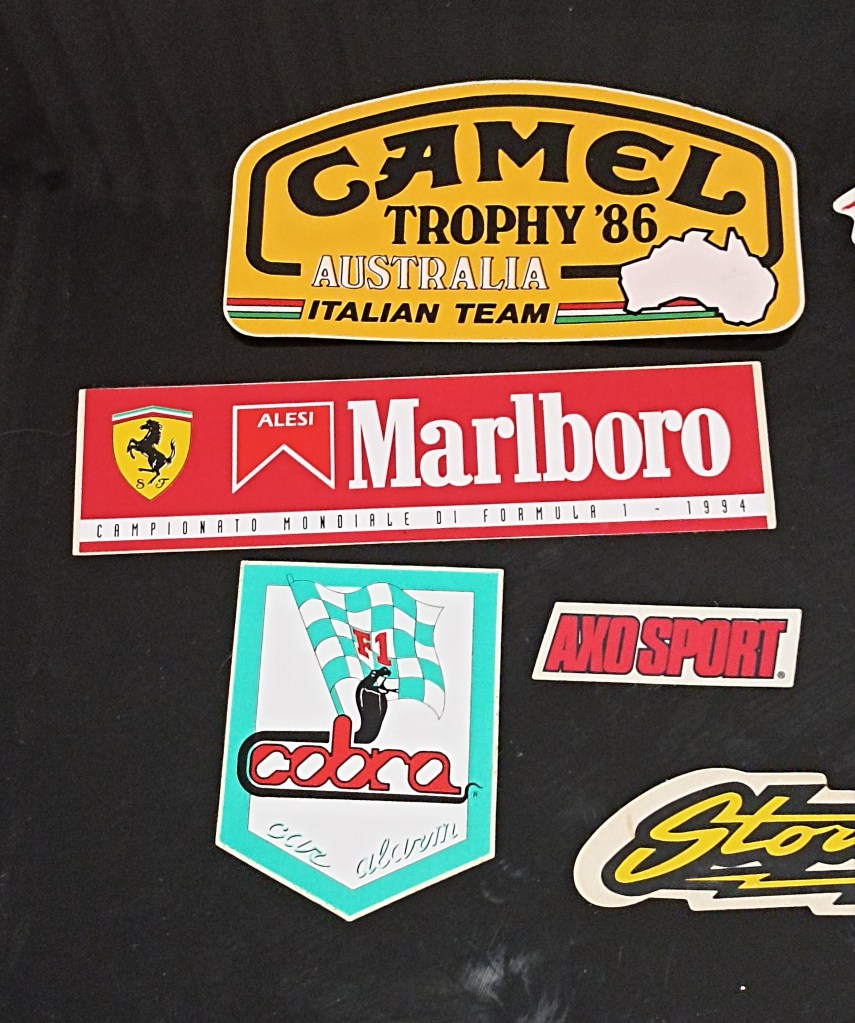 CAMEL
TROPHY '86
AUSTRALIA
ITALIAN TEAM
S F
ALESI
Marlboro
CAMPIONATO MONDIALE DI FORMULA 1 - 1994
F1
cobra
car alarm
AXO SPORT®